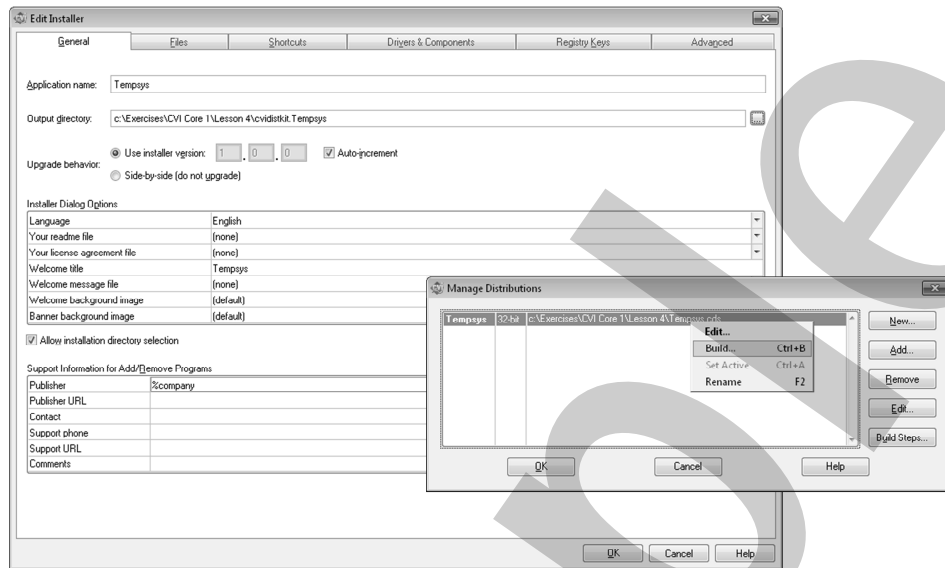 Edit Installer
General Files Shortcuts Drivers & Components Registry Keys Advanced
Application name: Tempsys
Output directory: c:\Exercises\CVI Core 1\Lesson 4\cvidistkit.Tempsys ...
Upgrade behavior: Use installer version: 1 . 0 . 0 Auto-increment
Side-by-side (do not upgrade)
Installer Dialog Options
Language English
Your readme file (none)
Your license agreement file (none)
Welcome title Tempsys
Welcome message file (none)
Welcome background image (default)
Banner background image (default)
Allow installation directory selection
Support Information for Add/Remove Programs
Publisher %company
Publisher URL
Contact
Support phone
Support URL
Comments
OK Cancel Help
Manage Distributions
Tempsys 32-bit c:\Exercises\CVI Core 1\Lesson 4\Tempsys.cds
Edit...
Build... Ctrl+B
Set Active Ctrl+A
Rename F2
New...
Add...
Remove
Edit...
Build Steps...
OK Cancel Help
ple